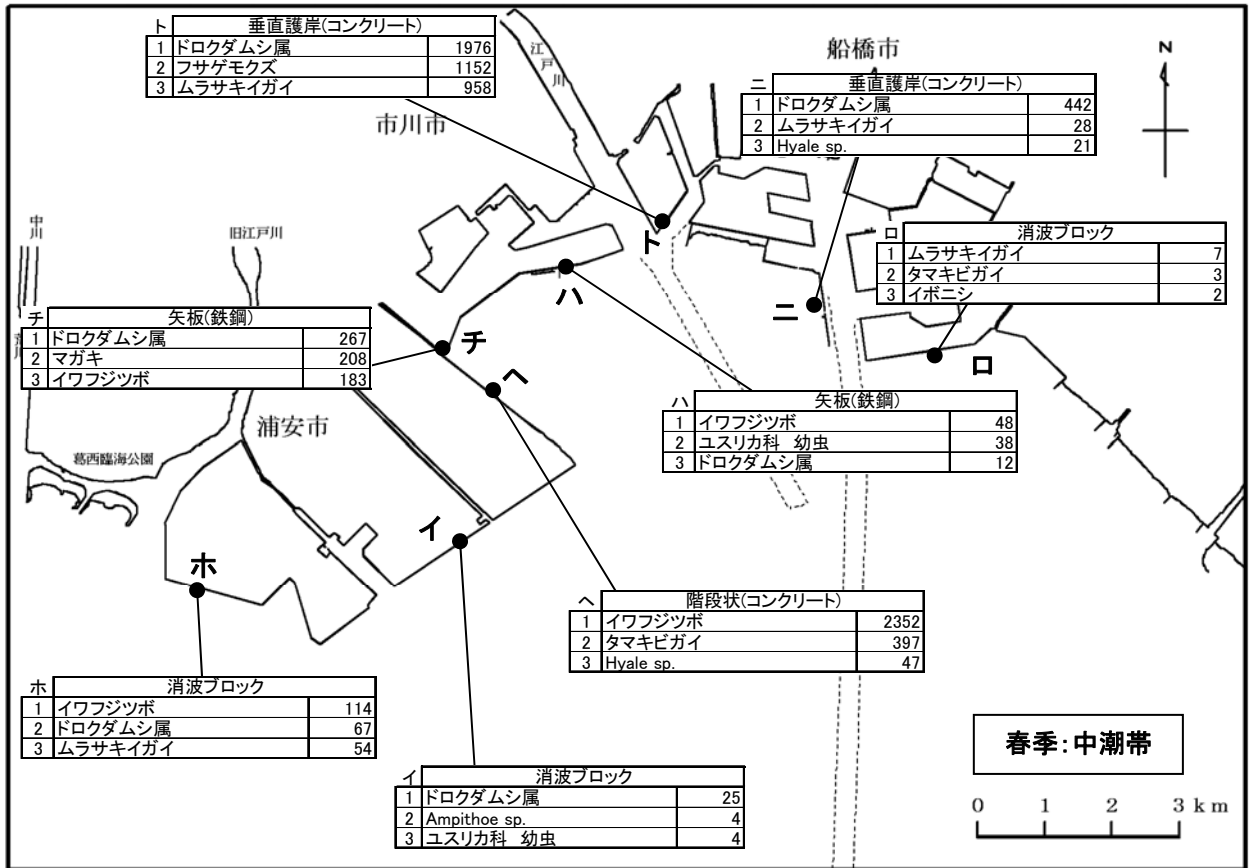 ト 垂直護岸(コンクリート)
1 ドロクダムシ属 1976
2 フサゲモクズ 1152
3 ムラサキイガイ 958
江戸川
船橋市
N
ニ 垂直護岸(コンクリート)
1 ドロクダムシ属 442
2 ムラサキイガイ 28
3 Hyale sp. 21
市川市
中川
旧江戸川
ト
ロ 消波ブロック
1 ムラサキイガイ 7
2 タマキビガイ 3
3 イボニシ 2
ハ
ニ
チ 矢板(鉄鋼)
1 ドロクダムシ属 267
2 マガキ 208
3 イワフジツボ 183
チ
ロ
ヘ
ハ 矢板(鉄鋼)
1 イワフジツボ 48
2 ユスリカ科 幼虫 38
3 ドロクダムシ属 12
浦安市
葛西臨海公園
イ
ホ
ヘ 階段状(コンクリート)
1 イワフジツボ 2352
2 タマキビガイ 397
3 Hyale sp. 47
ホ 消波ブロック
1 イワフジツボ 114
2 ドロクダムシ属 67
3 ムラサキイガイ 54
春季:中潮帯
イ 消波ブロック
1 ドロクダムシ属 25
2 Ampithoe sp. 4
3 ユスリカ科 幼虫 4
0 1 2 3 km